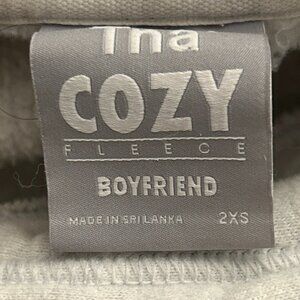 Tna
COZY
FLEECE
BOYFRIEND
MADE IN SRI LANKA 2XS